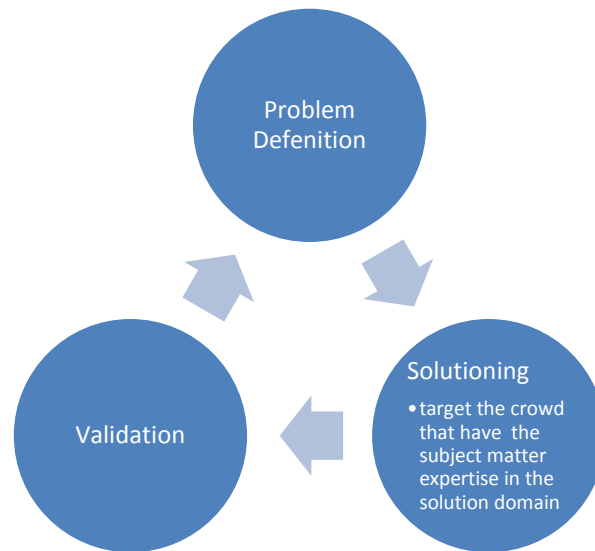 Problem
Defenition
Solutioning
•target the crowd
that have the
subject matter
expertise in the
solution domain
Validation